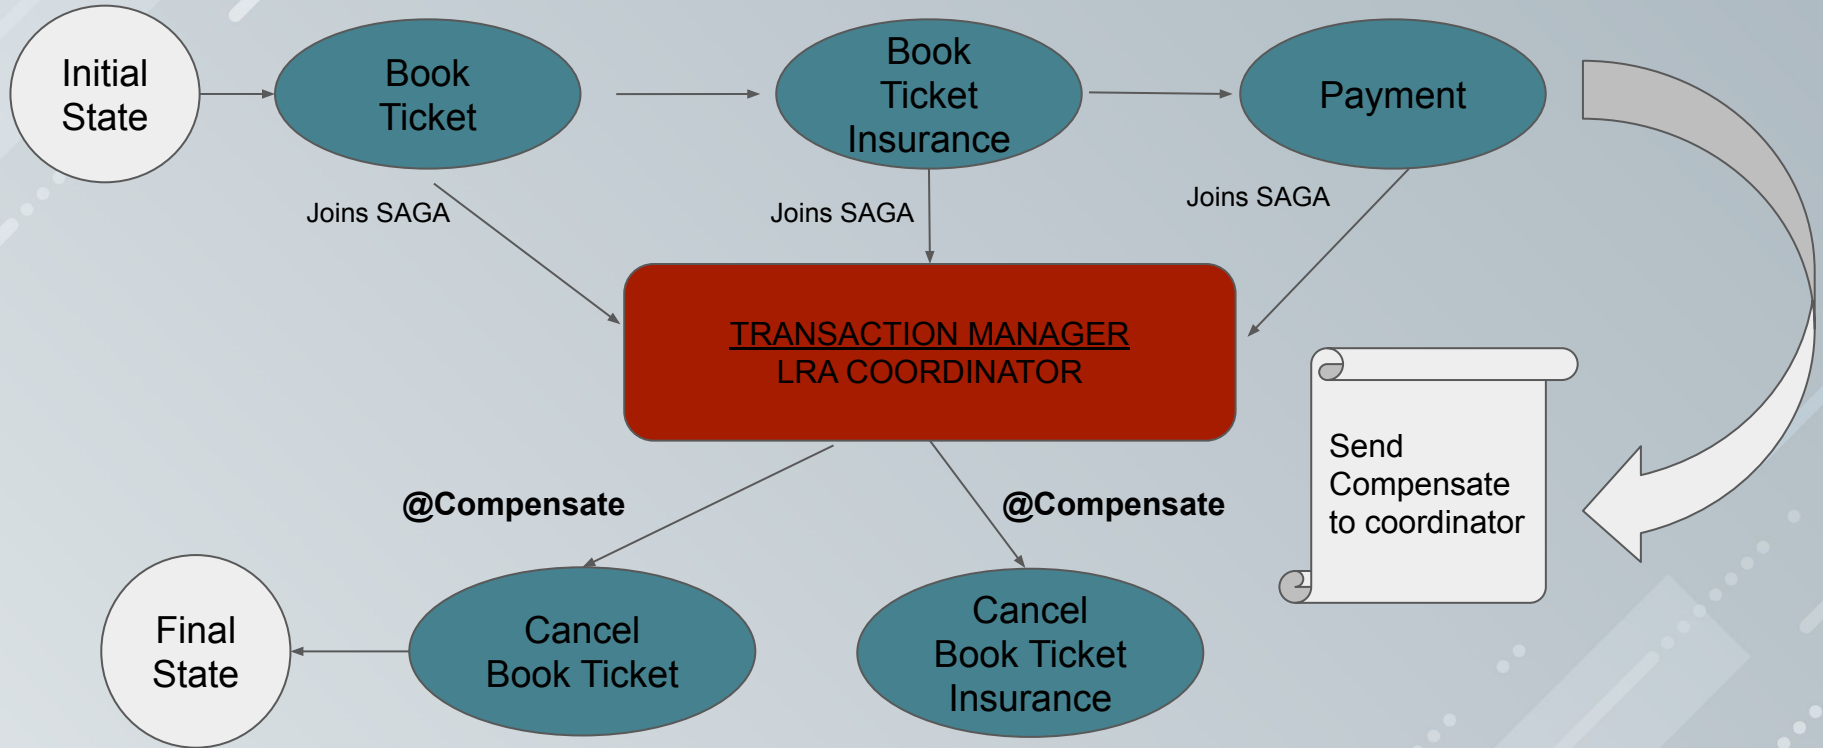 Initial
State
Book
Ticket
Book
Ticket
Insurance
Payment
Joins SAGA
Joins SAGA
Joins SAGA
TRANSACTION MANAGER
LRA COORDINATOR
Send
Compensate
to coordinator
@Compensate
@Compensate
Final
State
Cancel
Book Ticket
Cancel
Book Ticket
Insurance